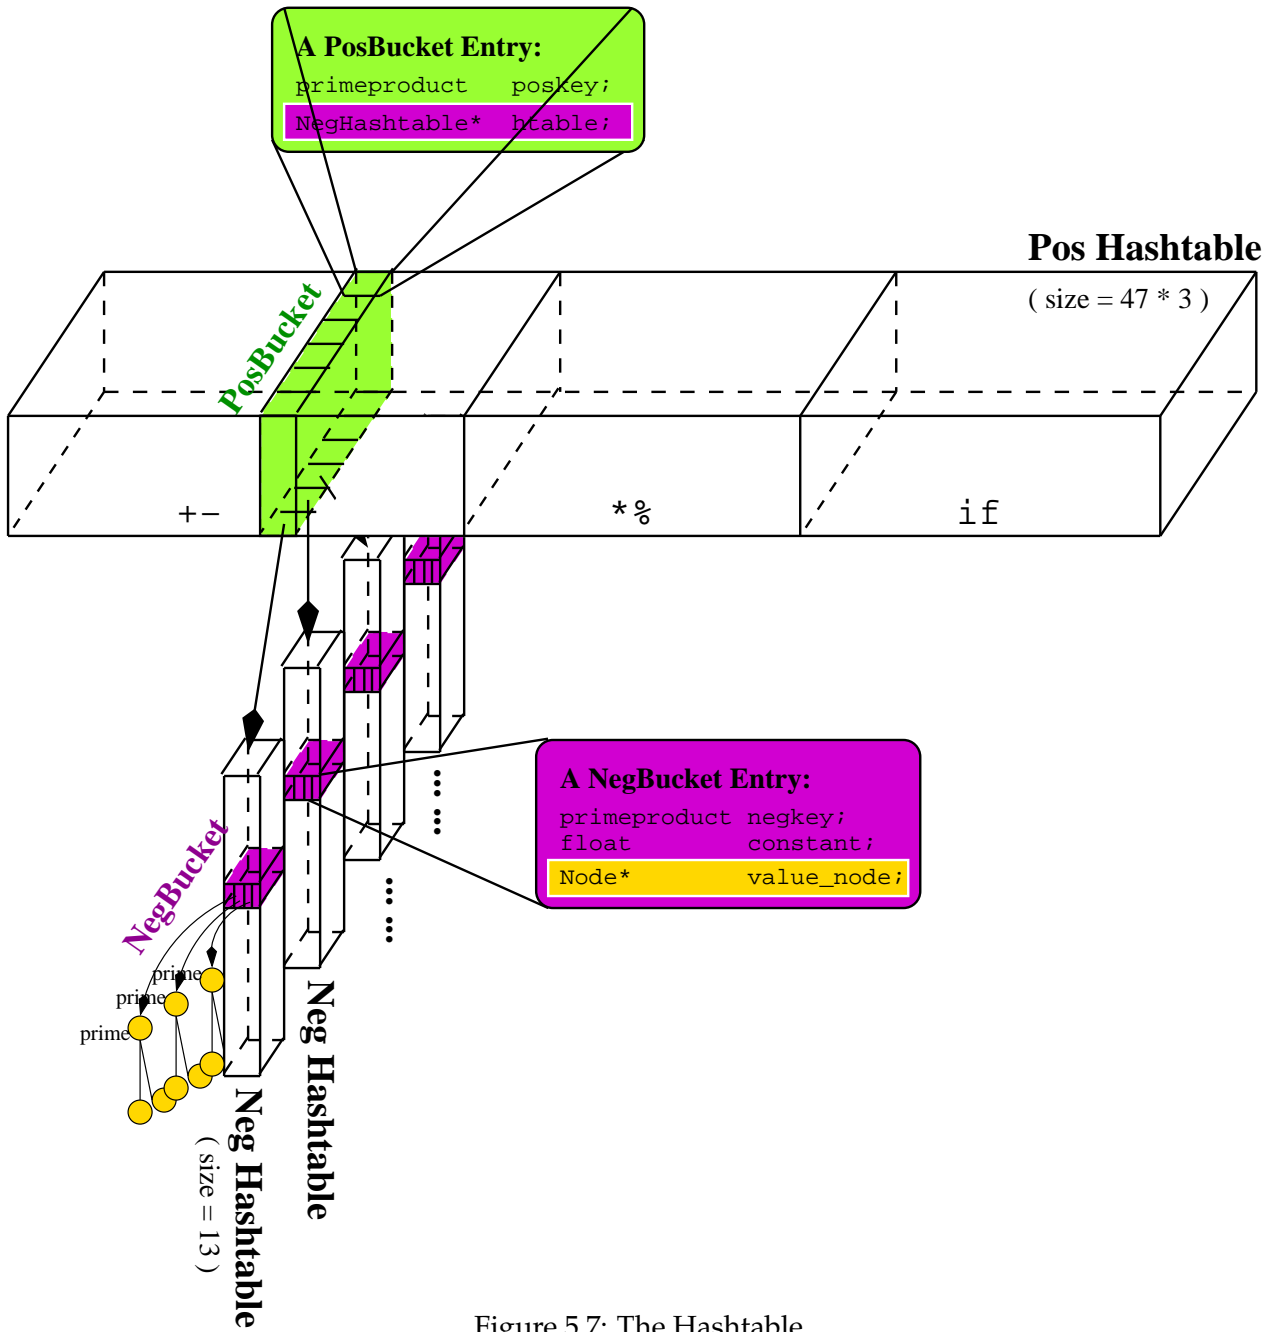 A PosBucket Entry:
primeproduct poskey;
NegHashtable* htable;
Pos Hashtable
( size = 47 * 3 )
PosBucket
+-
*%
if
A NegBucket Entry:
primeproduct negkey;
float constant;
Node* value_node;
NegBucket
prime
prime
prime
Neg Hashtable
Neg Hashtable
( size = 13 )
Figure 5.7: The Hashtable